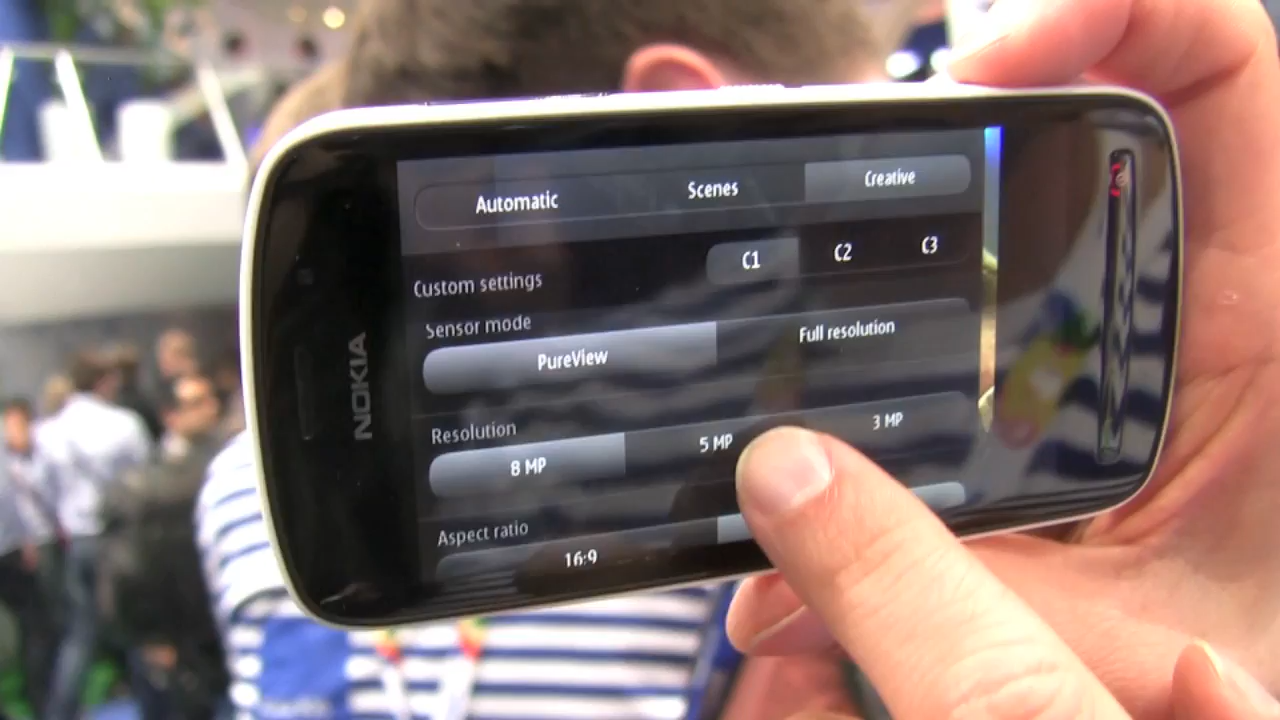 NOKIA
Automatic Scenes Creative
Custom settings C1 C2 C3
Sensor mode
PureView Full resolution
Resolution
8 MP 5 MP 3 MP
Aspect ratio
16:9